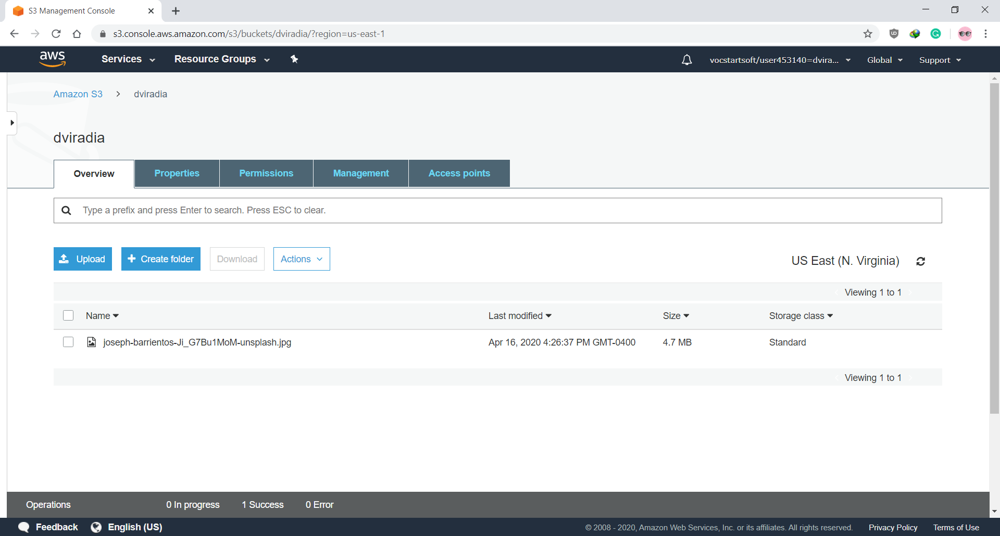 S3 Management Console
s3.console.aws.amazon.com/s3/buckets/dviradia/?region=us-east-1
aws Services Resource Groups vocstartsoft/user453140=dvira... Global Support
Amazon S3 > dviradia
dviradia
Overview Properties Permissions Management Access points
Type a prefix and press Enter to search. Press ESC to clear.
Upload Create folder Download Actions US East (N. Virginia)
Viewing 1 to 1
Name Last modified Size Storage class
joseph-barrientos-Ji_G7Bu1MoM-unsplash.jpg Apr 16, 2020 4:26:37 PM GMT-0400 4.7 MB Standard
Viewing 1 to 1
Operations 0 In progress 1 Success 0 Error
Feedback English (US) © 2008 - 2020, Amazon Web Services, Inc. or its affiliates. All rights reserved. Privacy Policy Terms of Use